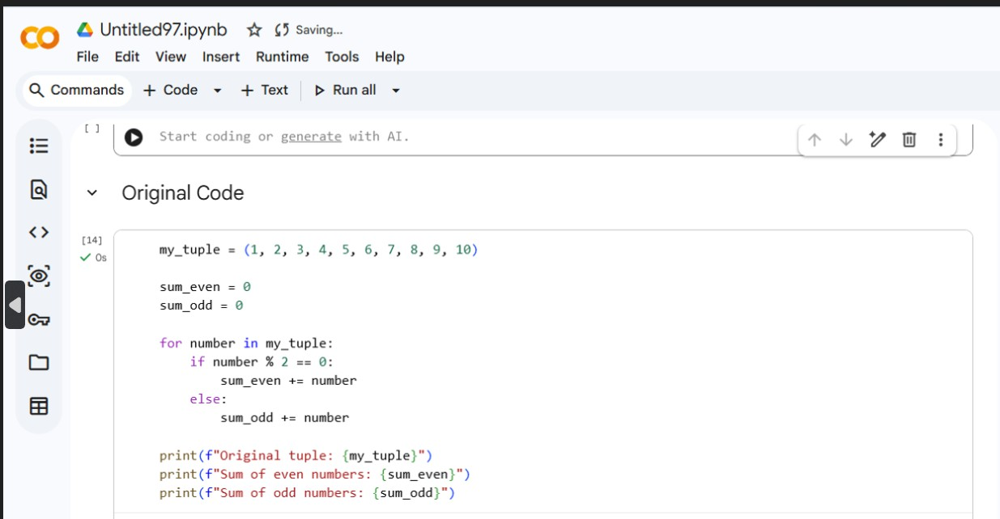 Untitled97.ipynb Saving...
File Edit View Insert Runtime Tools Help
Commands + Code + Text Run all
[ ] Start coding or generate with AI.
Original Code
[14]
0s
my_tuple = (1, 2, 3, 4, 5, 6, 7, 8, 9, 10)
sum_even = 0
sum_odd = 0
for number in my_tuple:
    if number % 2 == 0:
        sum_even += number
    else:
        sum_odd += number
print(f"Original tuple: {my_tuple}")
print(f"Sum of even numbers: {sum_even}")
print(f"Sum of odd numbers: {sum_odd}")